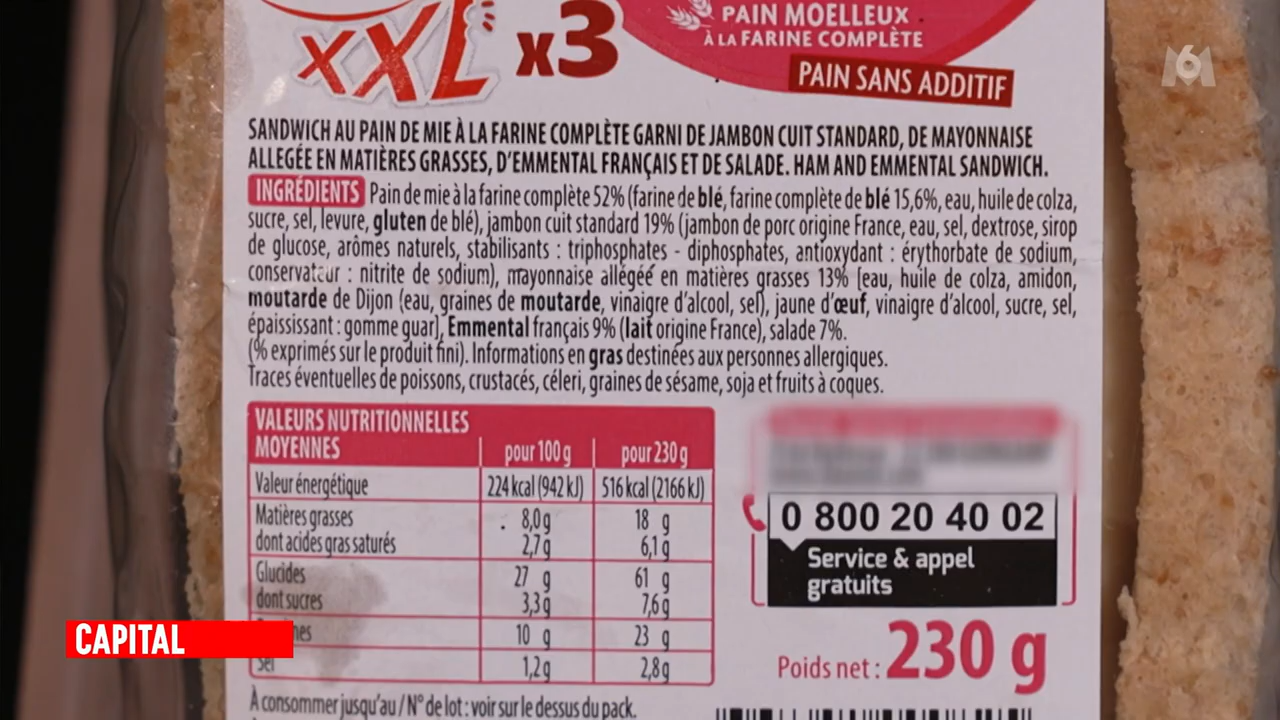 XXL x3
PAIN MOELLEUX
À LA FARINE COMPLÈTE
PAIN SANS ADDITIF
M6
SANDWICH AU PAIN DE MIE À LA FARINE COMPLÈTE GARNI DE JAMBON CUIT STANDARD, DE MAYONNAISE
ALLEGÉE EN MATIÈRES GRASSES, D'EMMENTAL FRANÇAIS ET DE SALADE. HAM AND EMMENTAL SANDWICH.
INGRÉDIENTS Pain de mie à la farine complète 52% (farine de blé, farine complète de blé 15,6%, eau, huile de colza,
sucre, sel, levure, gluten de blé), jambon cuit standard 19% (jambon de porc origine France, eau, sel, dextrose, sirop
de glucose, arômes naturels, stabilisants : triphosphates - diphosphates, antioxydant : érythorbate de sodium,
conservateur : nitrite de sodium), mayonnaise allégéé en matières grasses 13% [eau, huile de colza, amidon,
moutarde de Dijon (eau, graines de moutarde, vinaigre d'alcool, sel), jaune d'œuf, vinaigre d'alcool, sucre, sel,
épaississant : gomme guar], Emmental français 9% (lait origine France), salade 7%.
(% exprimés sur le produit fini). Informations en gras destinées aux personnes allergiques.
Traces éventuelles de poissons, crustacés, céleri, graines de sésame, soja et fruits à coques.
VALEURS NUTRITIONNELLES
MOYENNES pour 100 g pour 230 g
Valeur énergétique 224 kcal (942 kJ) 516 kcal (2166 kJ)
Matières grasses 8,0 g 18 g
dont acides gras saturés 2,7 g 6,1 g
Glucides 27 g 61 g
dont sucres 3,3 g 7,6 g
nes 10 g 23 g
Sel 1,2 g 2,8 g
À consommer jusqu'au / N° de lot : voir sur le dessus du pack.
0 800 20 40 02
Service & appel
gratuits
Poids net : 230 g
CAPITAL